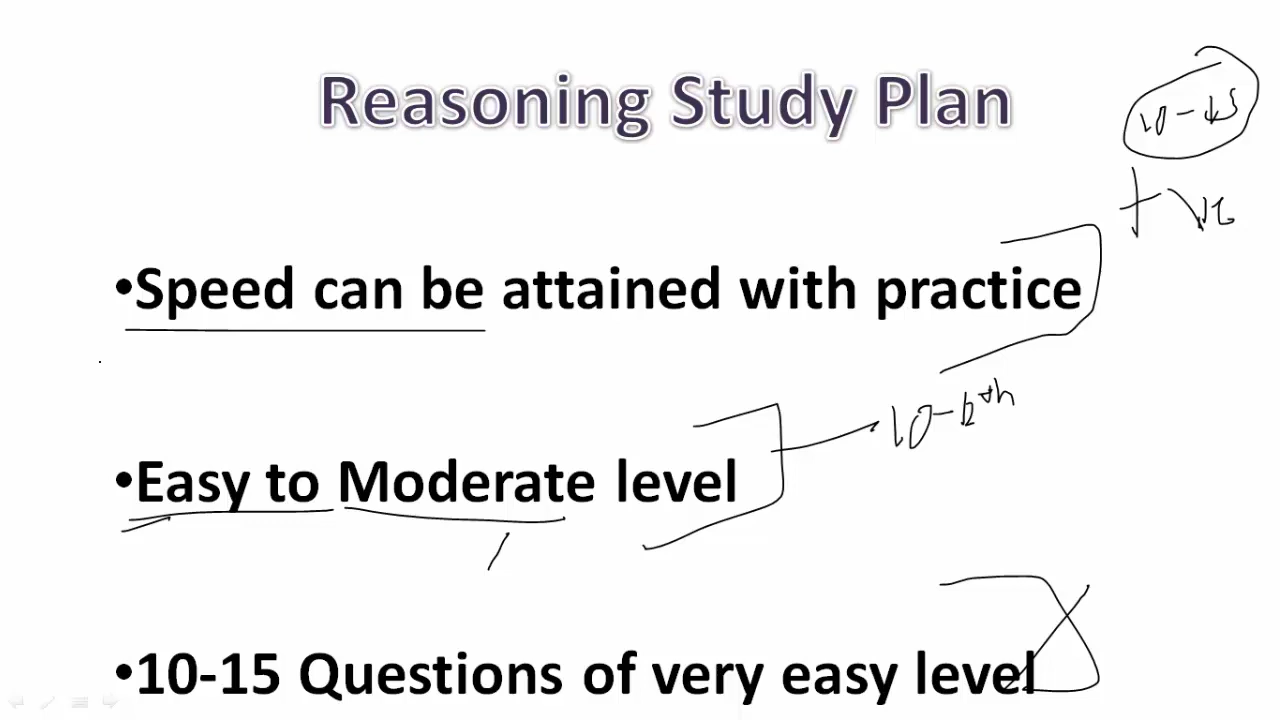 Reasoning Study Plan
10-15
+ve
•Speed can be attained with practice
10-12th
•Easy to Moderate level
•10-15 Questions of very easy level